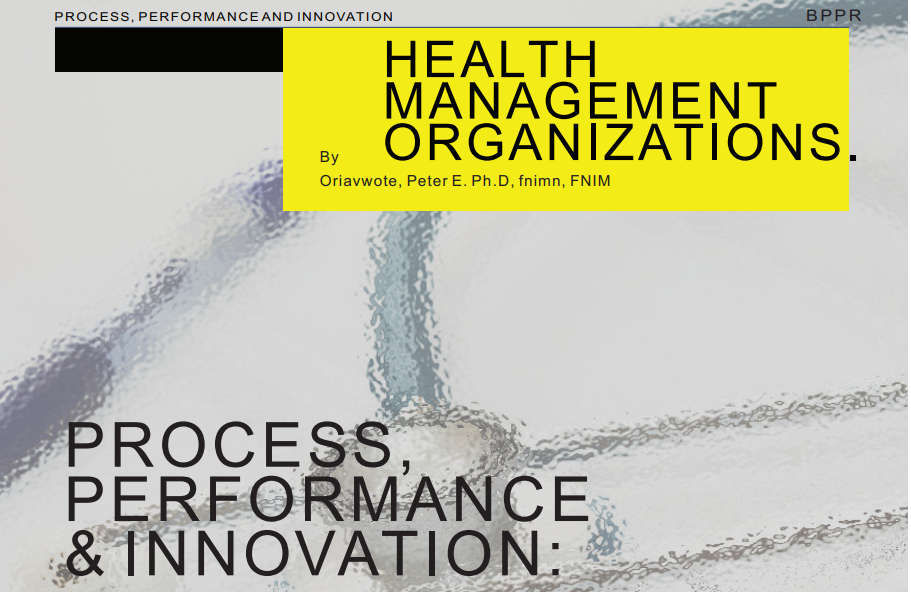 PROCESS, PERFORMANCE AND INNOVATION
BPPR
HEALTH
MANAGEMENT
ORGANIZATIONS.
By
Oriavwote, Peter E. Ph.D, fnimn, FNIM
PROCESS,
PERFORMANCE
& INNOVATION: